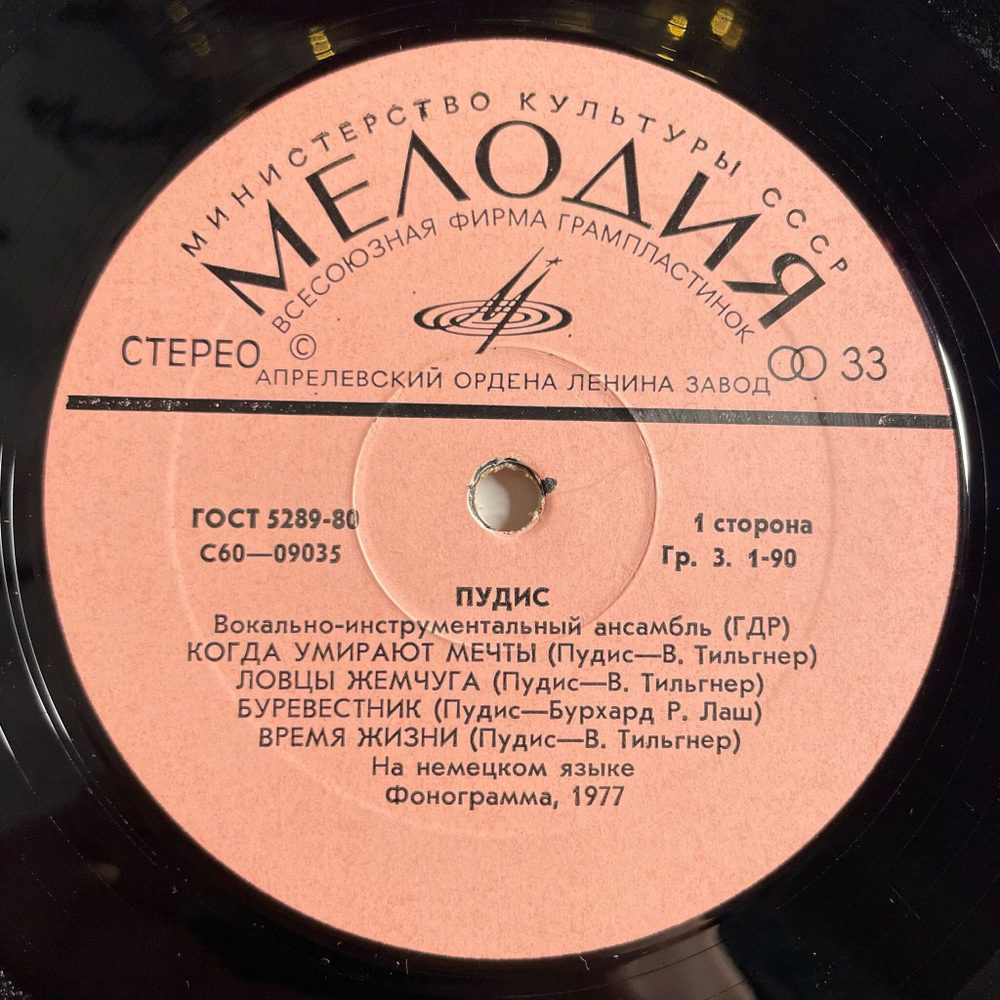 МИНИСТЕРСТВО КУЛЬТУРЫ СССР
МЕЛОДИЯ
ВСЕСОЮЗНАЯ ФИРМА ГРАМПЛАСТИНОК
СТЕРЕО © 33
АПРЕЛЕВСКИЙ ОРДЕНА ЛЕНИНА ЗАВОД
ГОСТ 5289-80 1 сторона
С60—09035 Гр. 3. 1-90
ПУДИС
Вокально-инструментальный ансамбль (ГДР)
КОГДА УМИРАЮТ МЕЧТЫ (Пудис—В. Тильгнер)
ЛОВЦЫ ЖЕМЧУГА (Пудис—В. Тильгнер)
БУРЕВЕСТНИК (Пудис—Бурхард Р. Лаш)
ВРЕМЯ ЖИЗНИ (Пудис—В. Тильгнер)
На немецком языке
Фонограмма, 1977